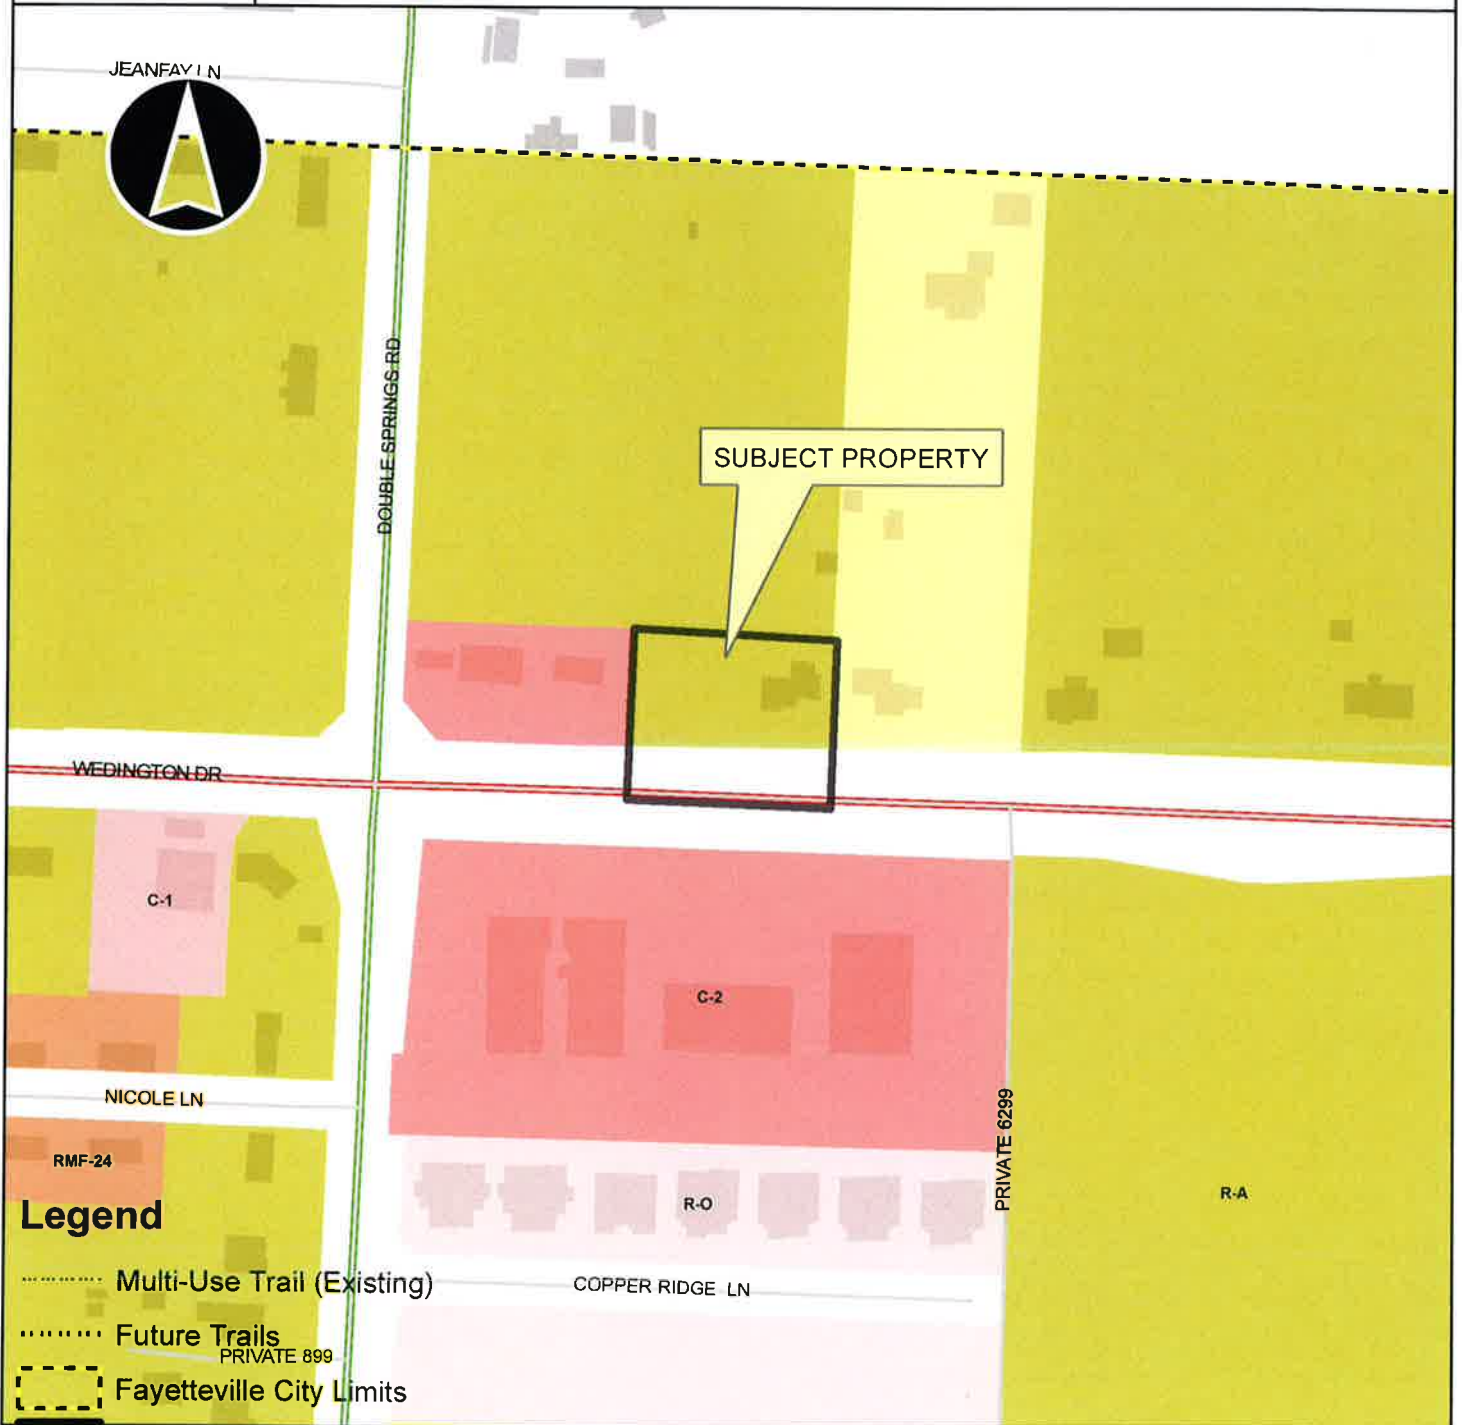 JEANFAY LN
DOUBLE SPRINGS RD
SUBJECT PROPERTY
WEDINGTON DR
C-1
C-2
NICOLE LN
PRIVATE 6299
RMF-24
R-O
R-A
Legend
Multi-Use Trail (Existing)
COPPER RIDGE LN
Future Trails
PRIVATE 899
Fayetteville City Limits